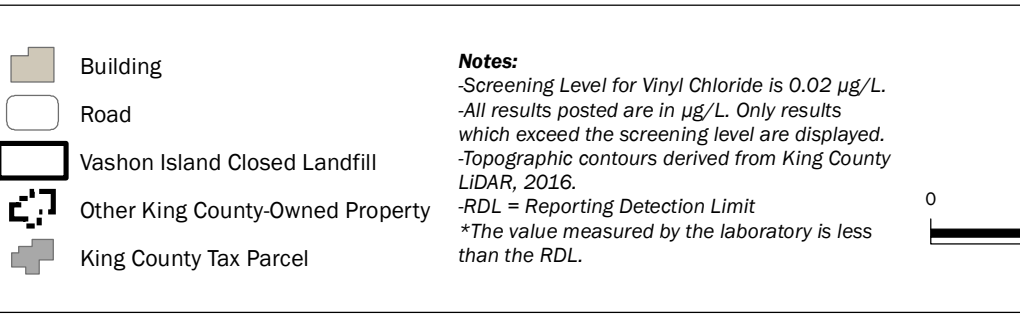 Building
Road
Vashon Island Closed Landfill
Other King County-Owned Property
King County Tax Parcel
Notes:
-Screening Level for Vinyl Chloride is 0.02 µg/L.
-All results posted are in µg/L. Only results
which exceed the screening level are displayed.
-Topographic contours derived from King County
LiDAR, 2016.
-RDL = Reporting Detection Limit
*The value measured by the laboratory is less
than the RDL.
0